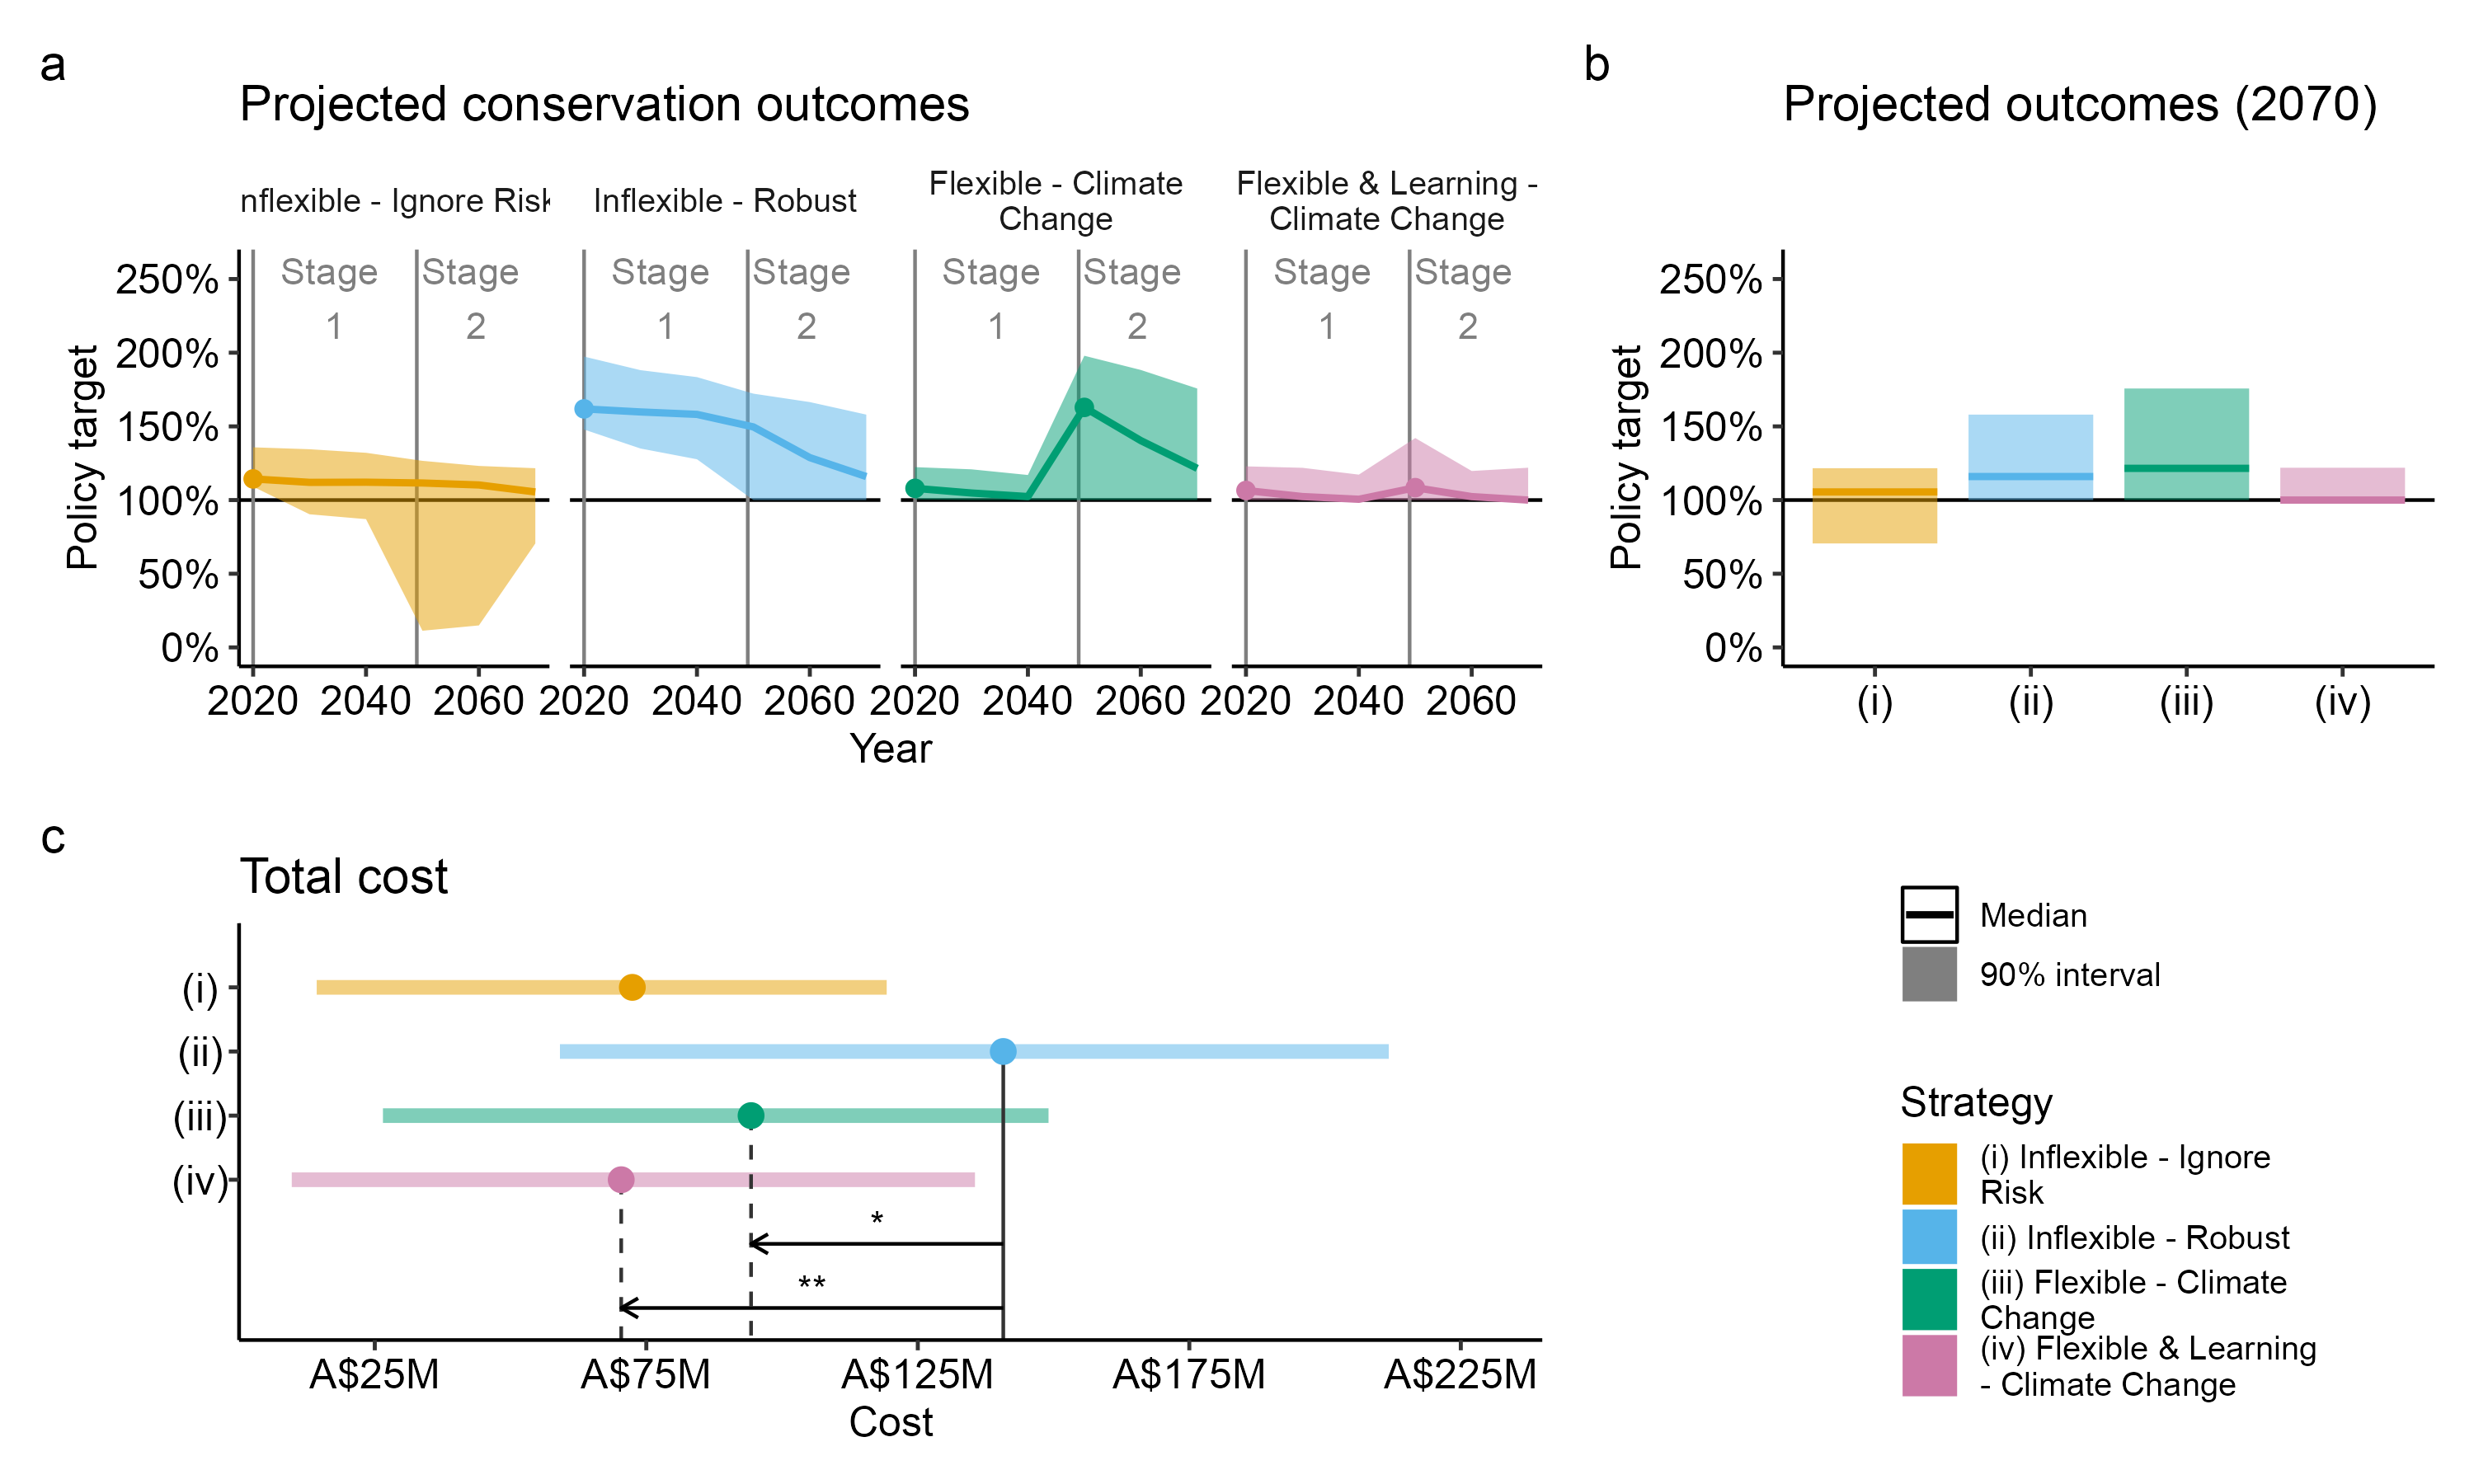 a
Projected conservation outcomes
nflexible - Ignore Risk
Inflexible - Robust
Flexible - Climate
Change
Flexible & Learning -
Climate Change
Stage
1
Stage
2
Stage
1
Stage
2
Stage
1
Stage
2
Stage
1
Stage
2
Policy target
250%
200%
150%
100%
50%
0%
2020 2040 2060 2020 2040 2060 2020 2040 2060 2020 2040 2060
Year
b
Projected outcomes (2070)
Policy target
250%
200%
150%
100%
50%
0%
(i) (ii) (iii) (iv)
c
Total cost
(i)
(ii)
(iii)
(iv)
*
**
A$25M A$75M A$125M A$175M A$225M
Cost
Median
90% interval
Strategy
(i) Inflexible - Ignore
Risk
(ii) Inflexible - Robust
(iii) Flexible - Climate
Change
(iv) Flexible & Learning
- Climate Change